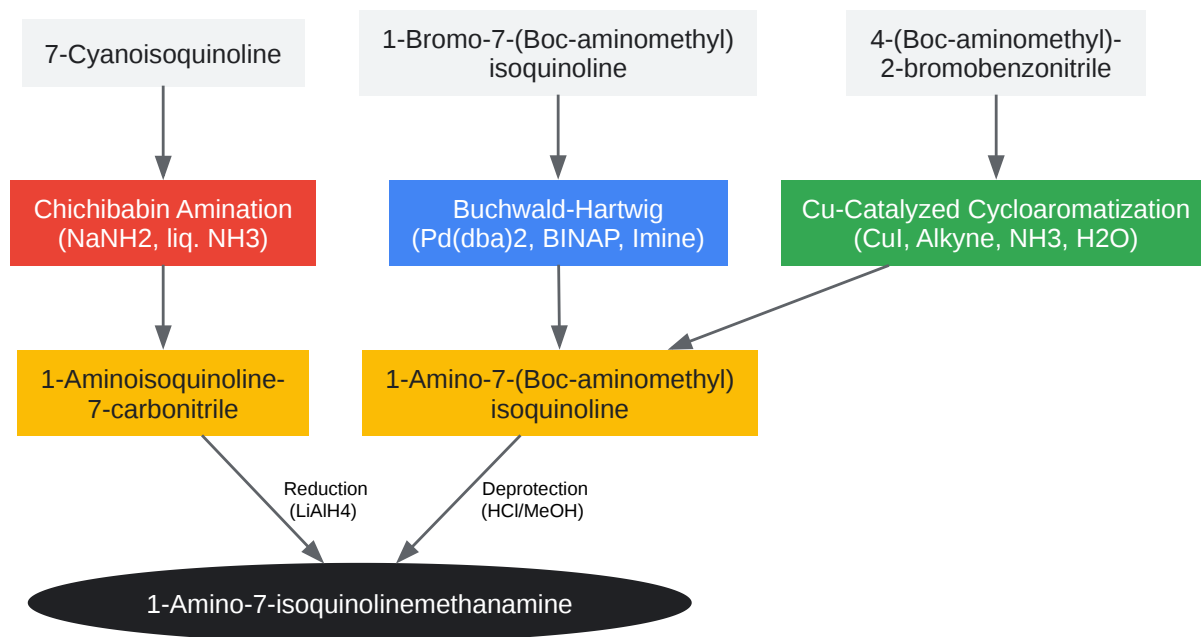 7-Cyanoisoquinoline
1-Bromo-7-(Boc-aminomethyl)
isoquinoline
4-(Boc-aminomethyl)-
2-bromobenzonitrile
Chichibabin Amination
(NaNH2, liq. NH3)
Buchwald-Hartwig
(Pd(dba)2, BINAP, Imine)
Cu-Catalyzed Cycloaromatization
(CuI, Alkyne, NH3, H2O)
1-Aminoisoquinoline-
7-carbonitrile
1-Amino-7-(Boc-aminomethyl)
isoquinoline
Reduction
(LiAlH4)
Deprotection
(HCl/MeOH)
1-Amino-7-isoquinolinemethanamine